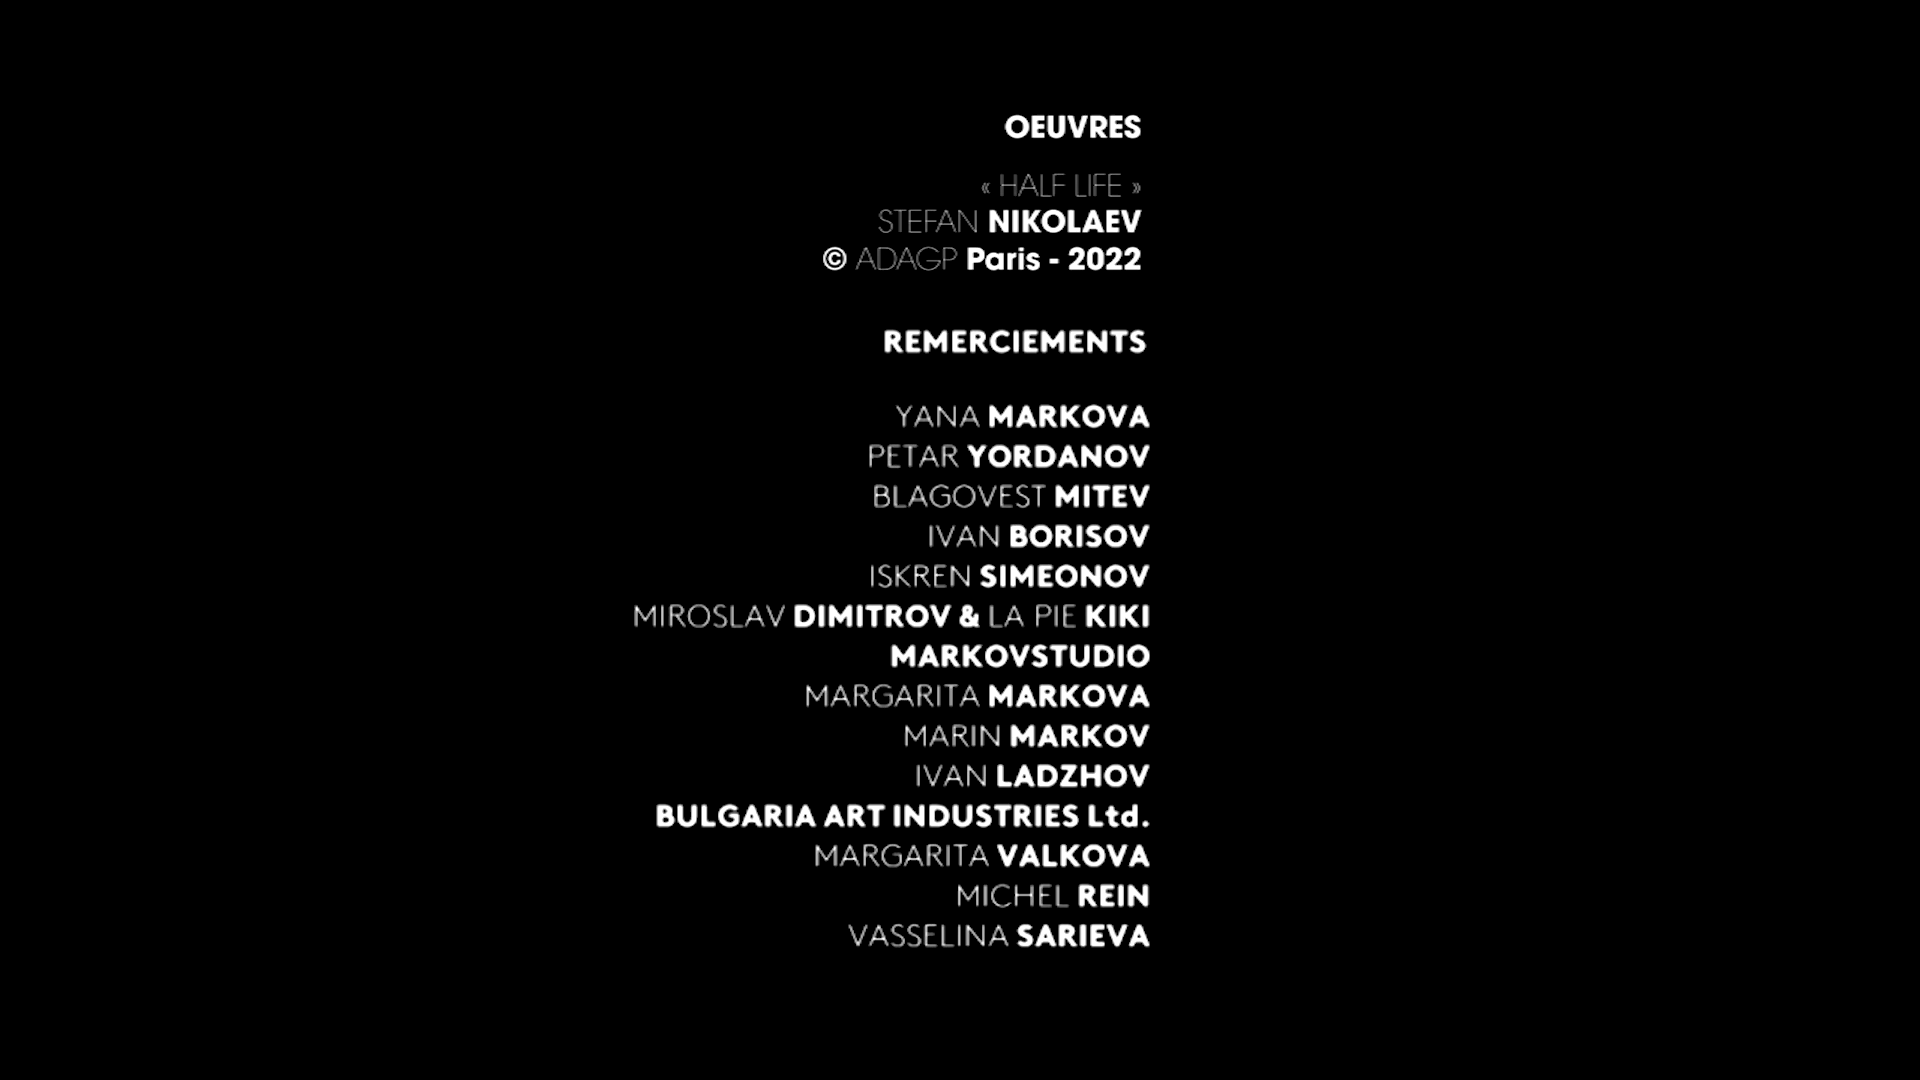 OEUVRES
« HALF LIFE »
STEFAN NIKOLAEV
© ADAGP Paris - 2022
REMERCIEMENTS
YANA MARKOVA
PETAR YORDANOV
BLAGOVEST MITEV
IVAN BORISOV
ISKREN SIMEONOV
MIROSLAV DIMITROV & LA PIE KIKI
MARKOVSTUDIO
MARGARITA MARKOVA
MARIN MARKOV
IVAN LADZHOV
BULGARIA ART INDUSTRIES Ltd.
MARGARITA VALKOVA
MICHEL REIN
VASSELINA SARIEVA